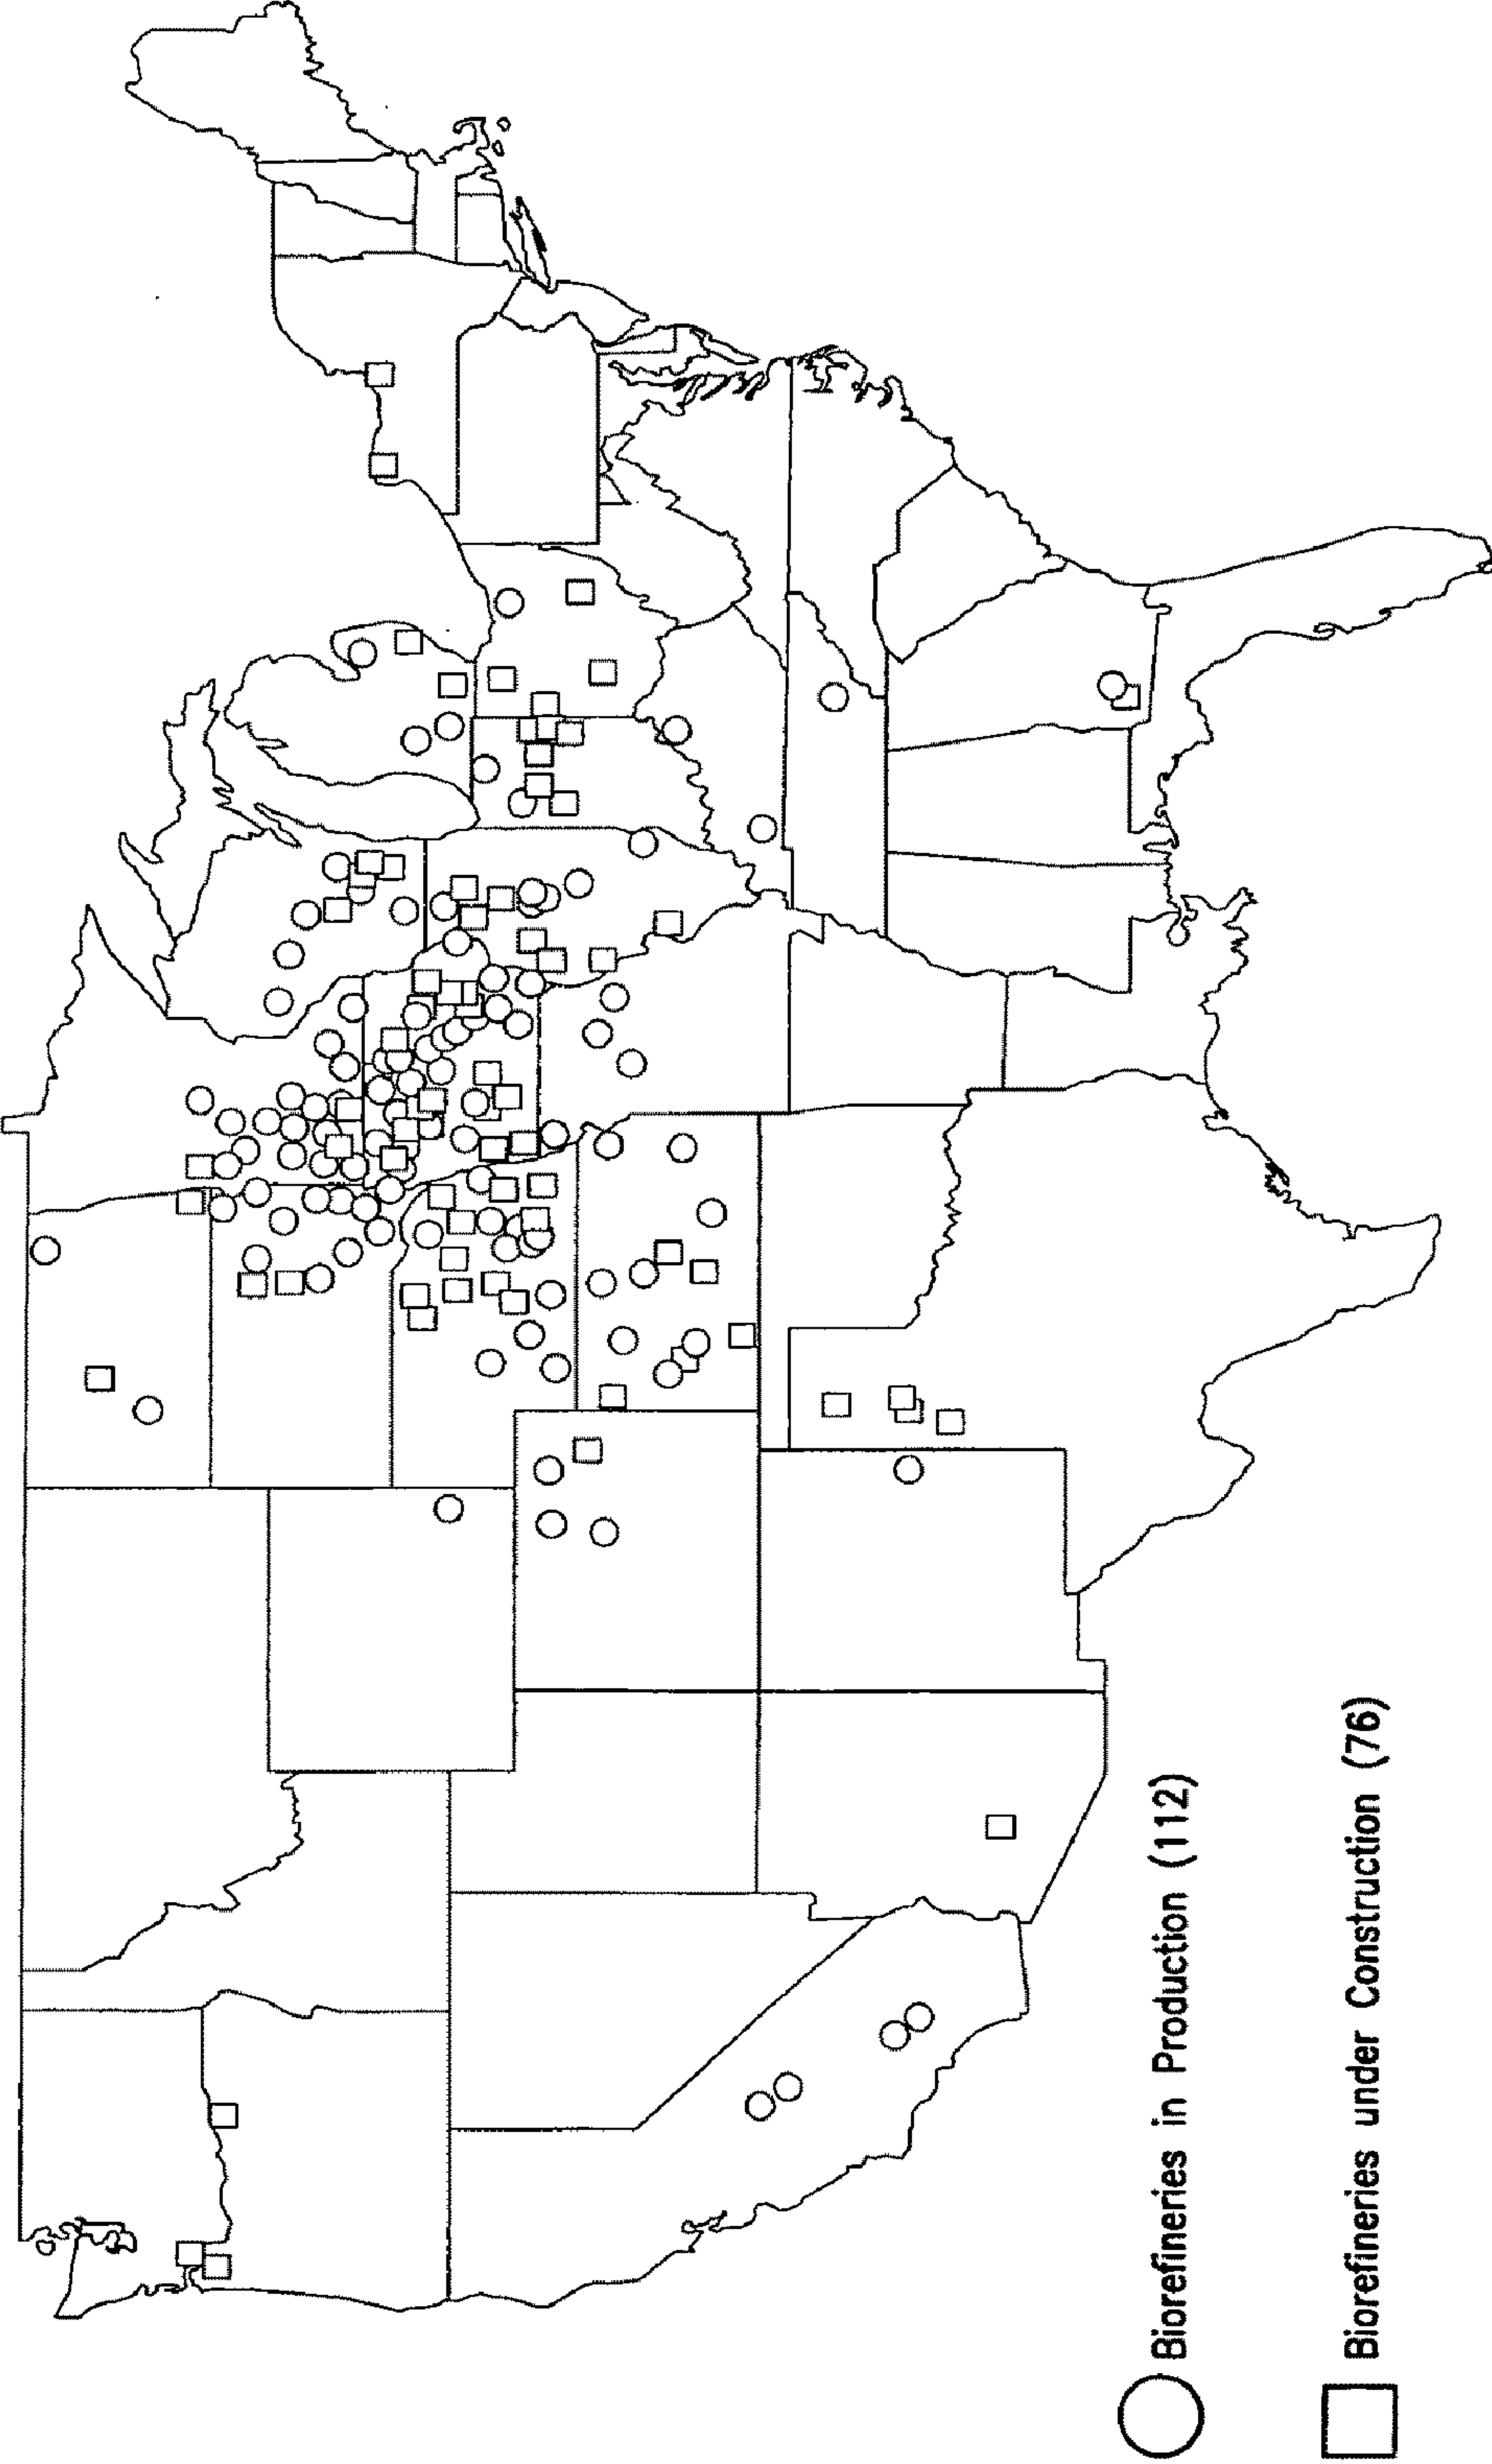 Biorefineries in Production (112)
Biorefineries under Construction (76)